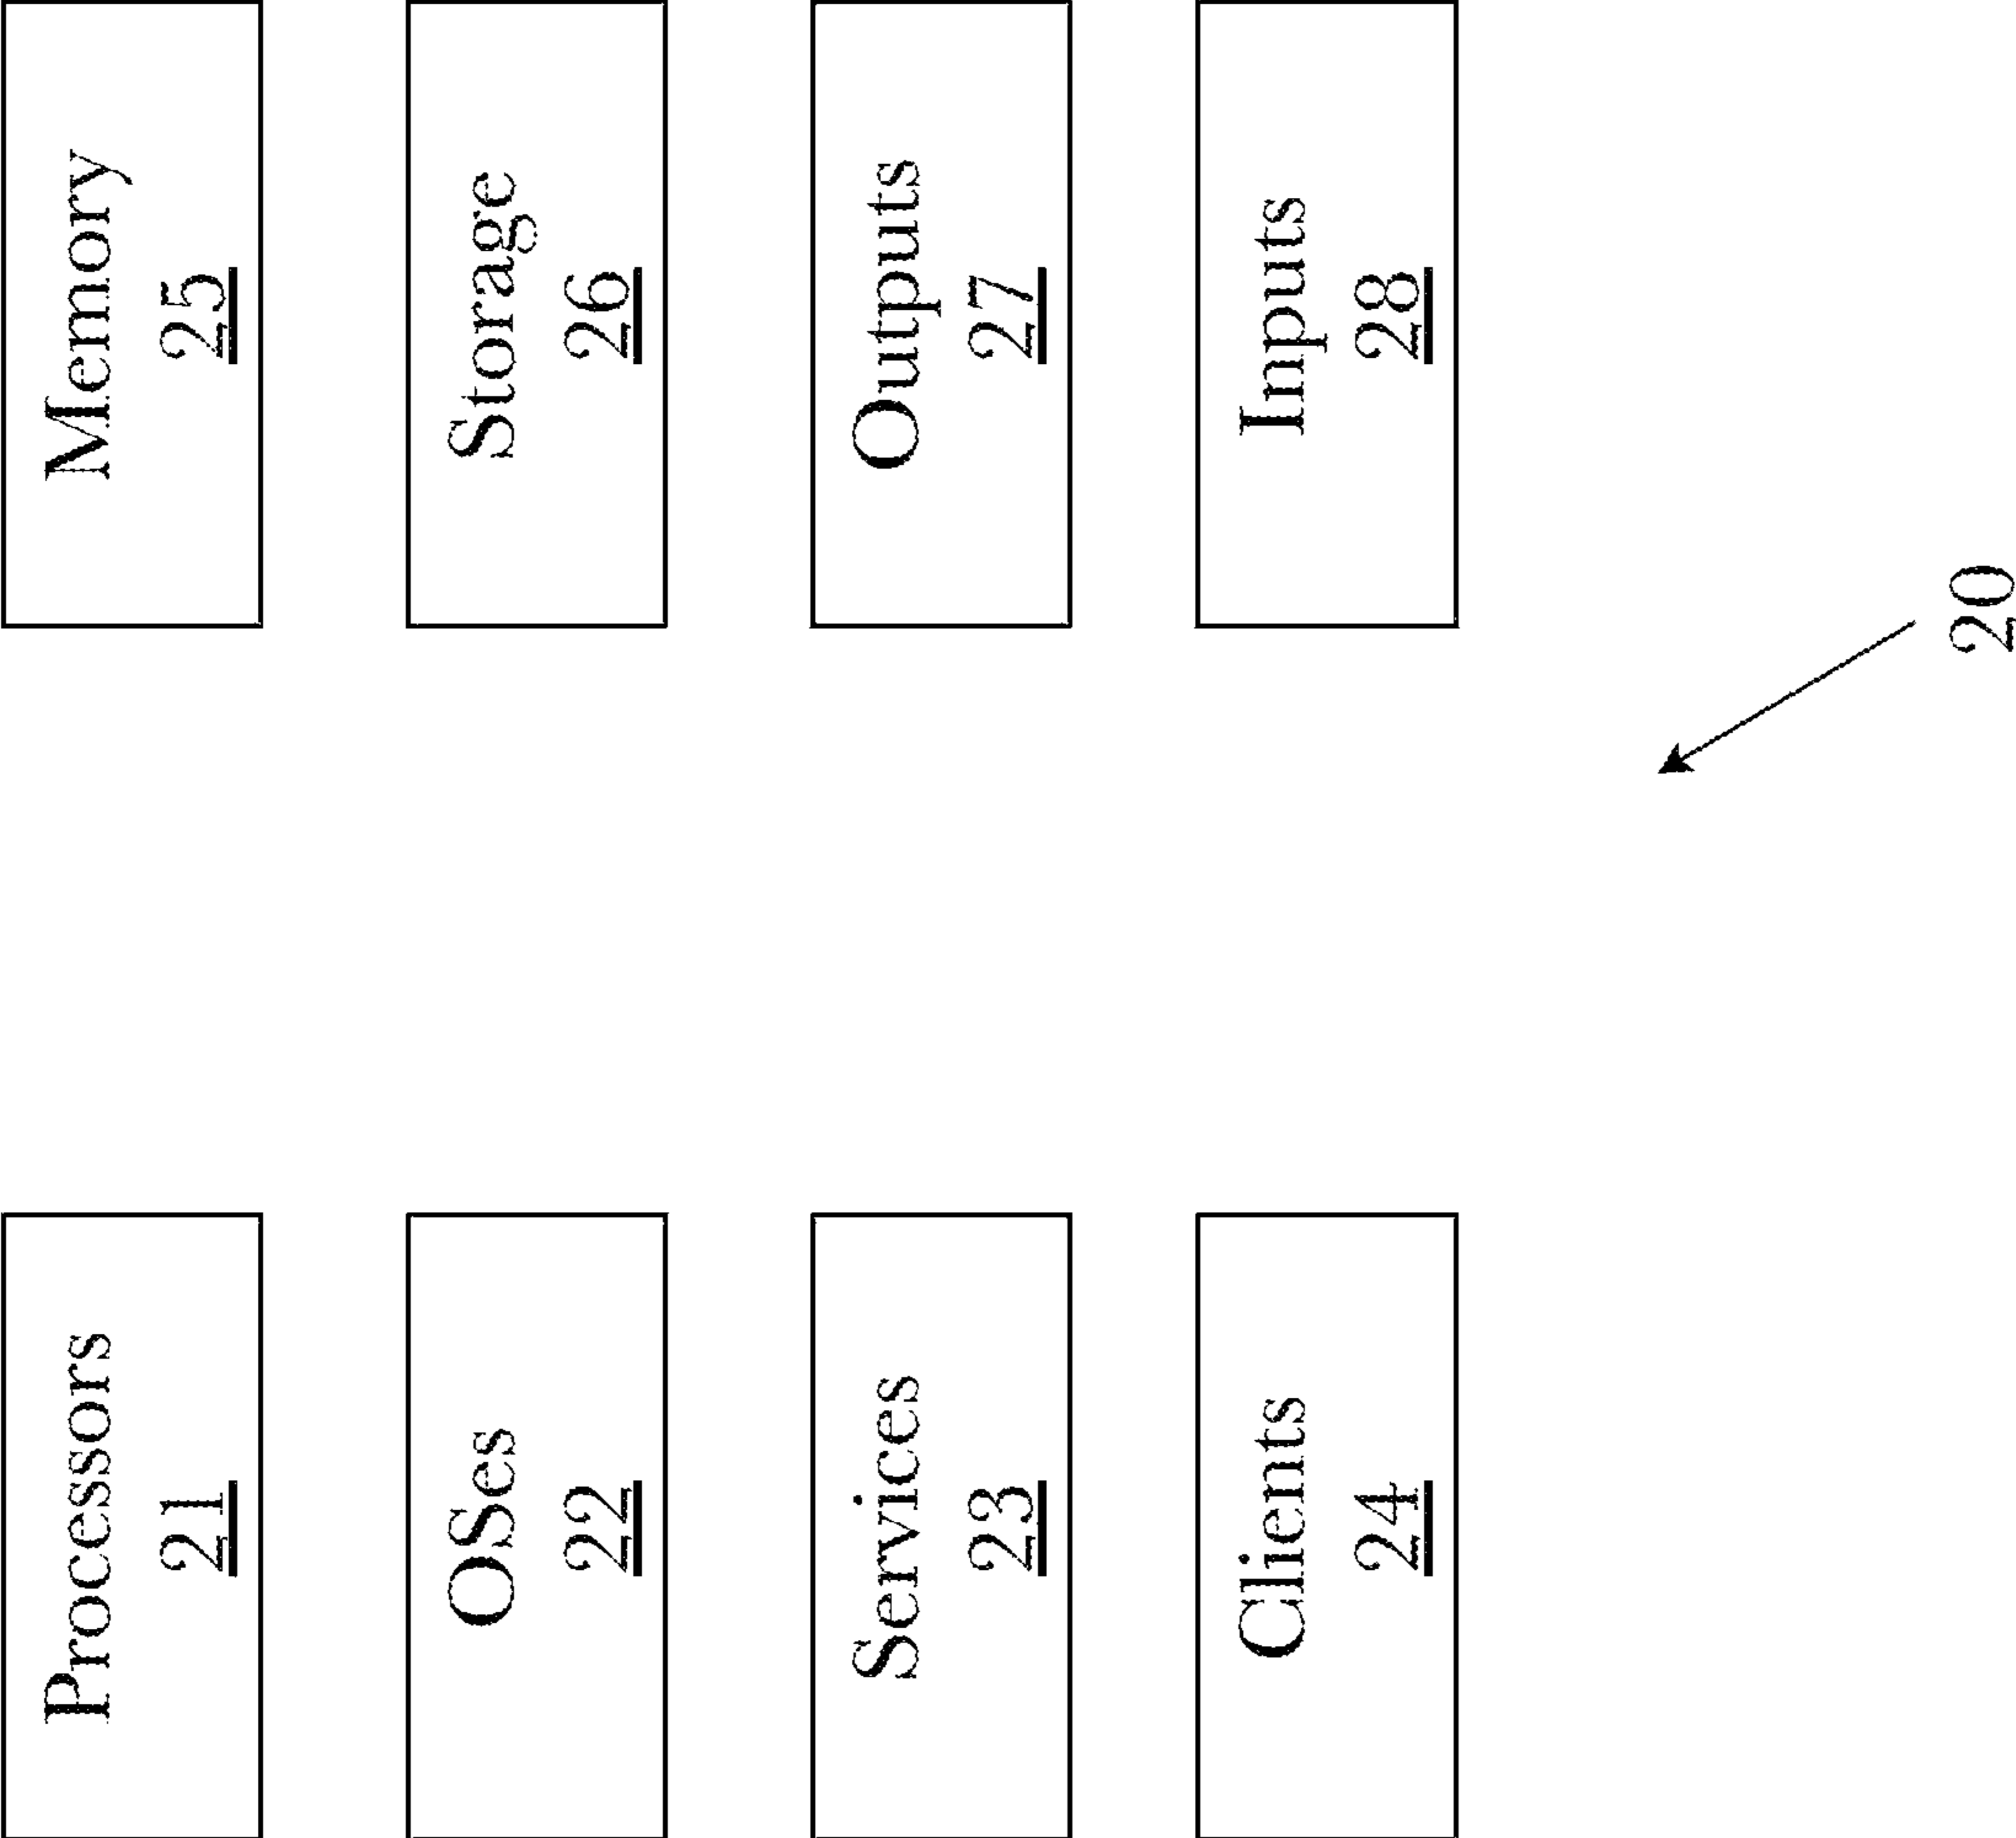 Processors
21
Memory
25
OSes
22
Storage
26
Services
23
Outputs
27
Clients
24
Inputs
28
20